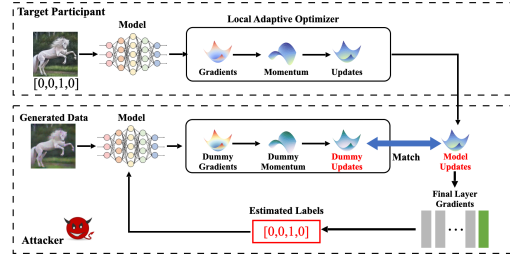 Target Participant
Model
Local Adaptive Optimizer
Gradients
Momentum
Updates
[0,0,1,0]
Generated Data
Model
Dummy
Gradients
Dummy
Momentum
Dummy
Updates
Match
Model
Updates
Final Layer
Gradients
Estimated Labels
[0,0,1,0]
Attacker